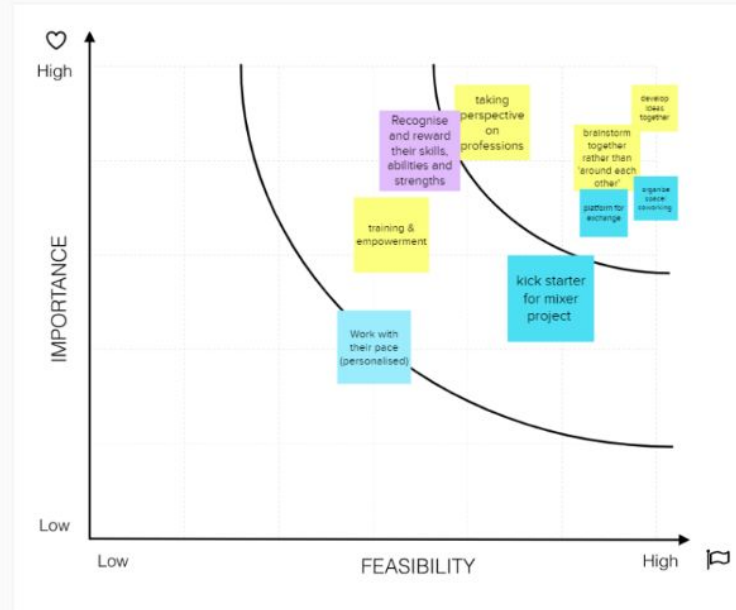 High
taking
perspective
on
professions
develop
ideas
together
Recognise
and reward
their skills,
abilities and
strengths
brainstorm
together
rather than
'around each
other'
organise
space/
coworking
platform for
exchange
training &
empowerment
kick starter
for mixer
project
Work with
their pace
(personalised)
IMPORTANCE
Low
Low
FEASIBILITY
High